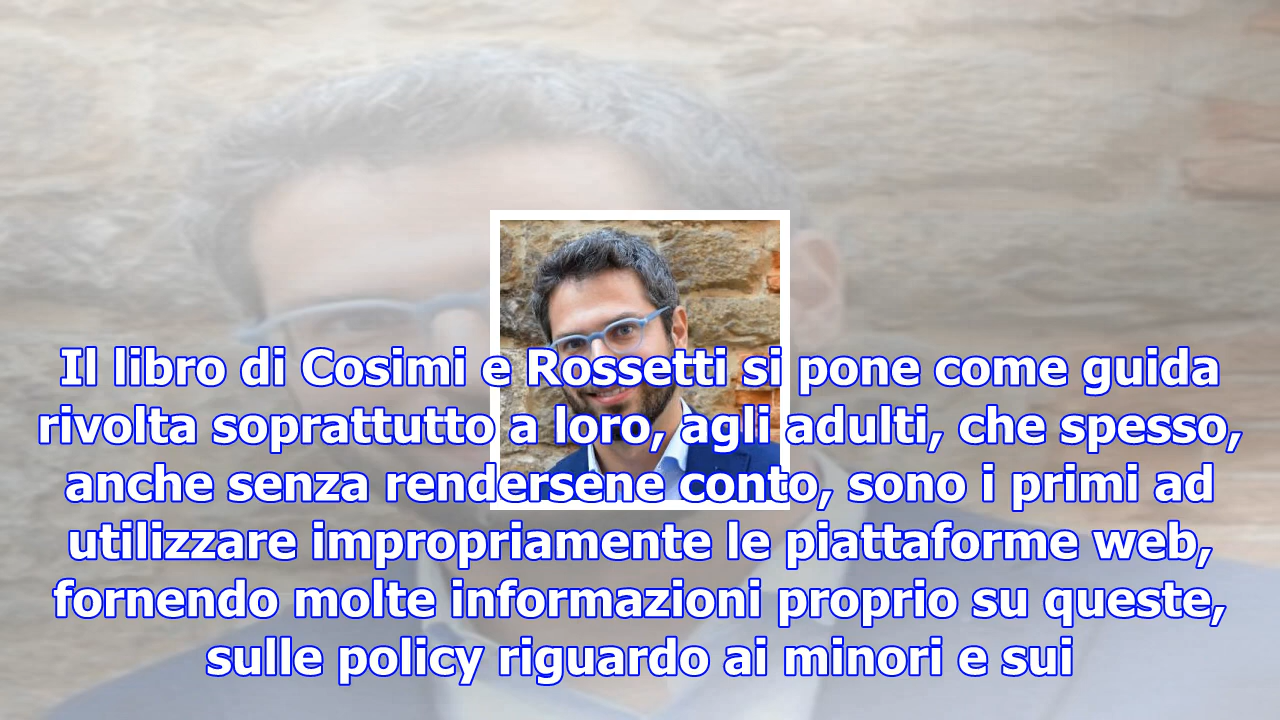 Il libro di Cosimi e Rossetti si pone come guida
rivolta soprattutto a loro, agli adulti, che spesso,
anche senza rendersene conto, sono i primi ad
utilizzare impropriamente le piattaforme web,
fornendo molte informazioni proprio su queste,
sulle policy riguardo ai minori e sui